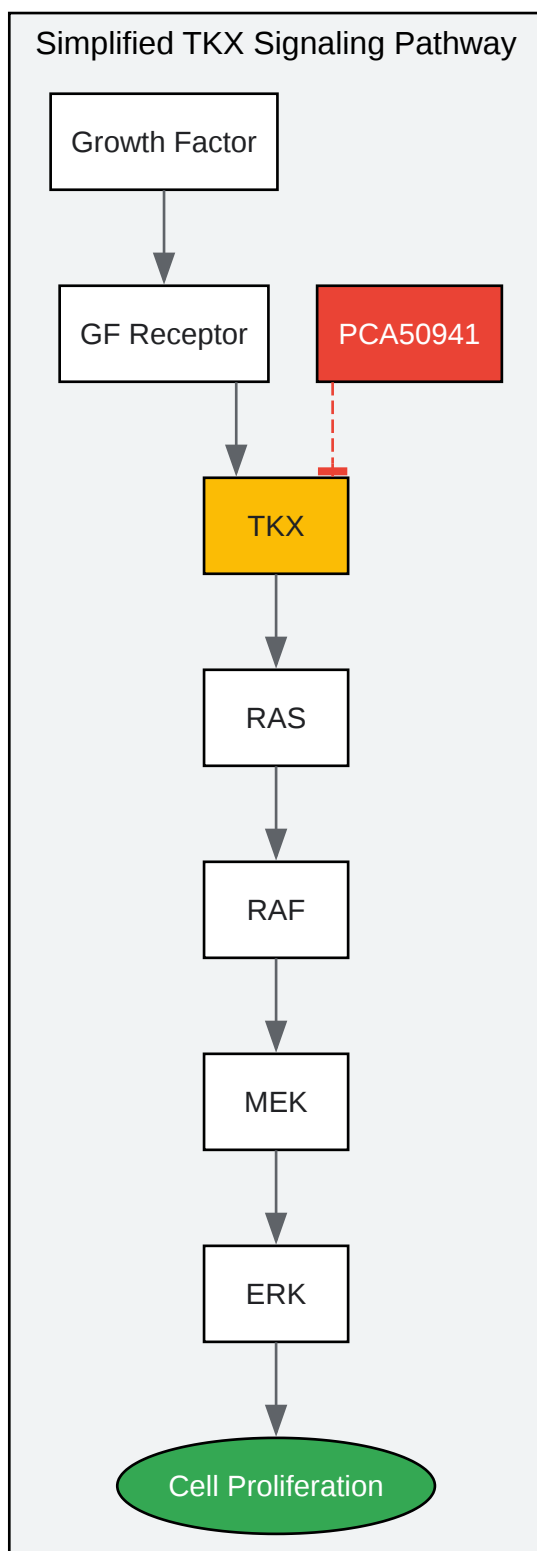 Simplified TKX Signaling Pathway
Growth Factor
GF Receptor
PCA50941
TKX
RAS
RAF
MEK
ERK
Cell Proliferation